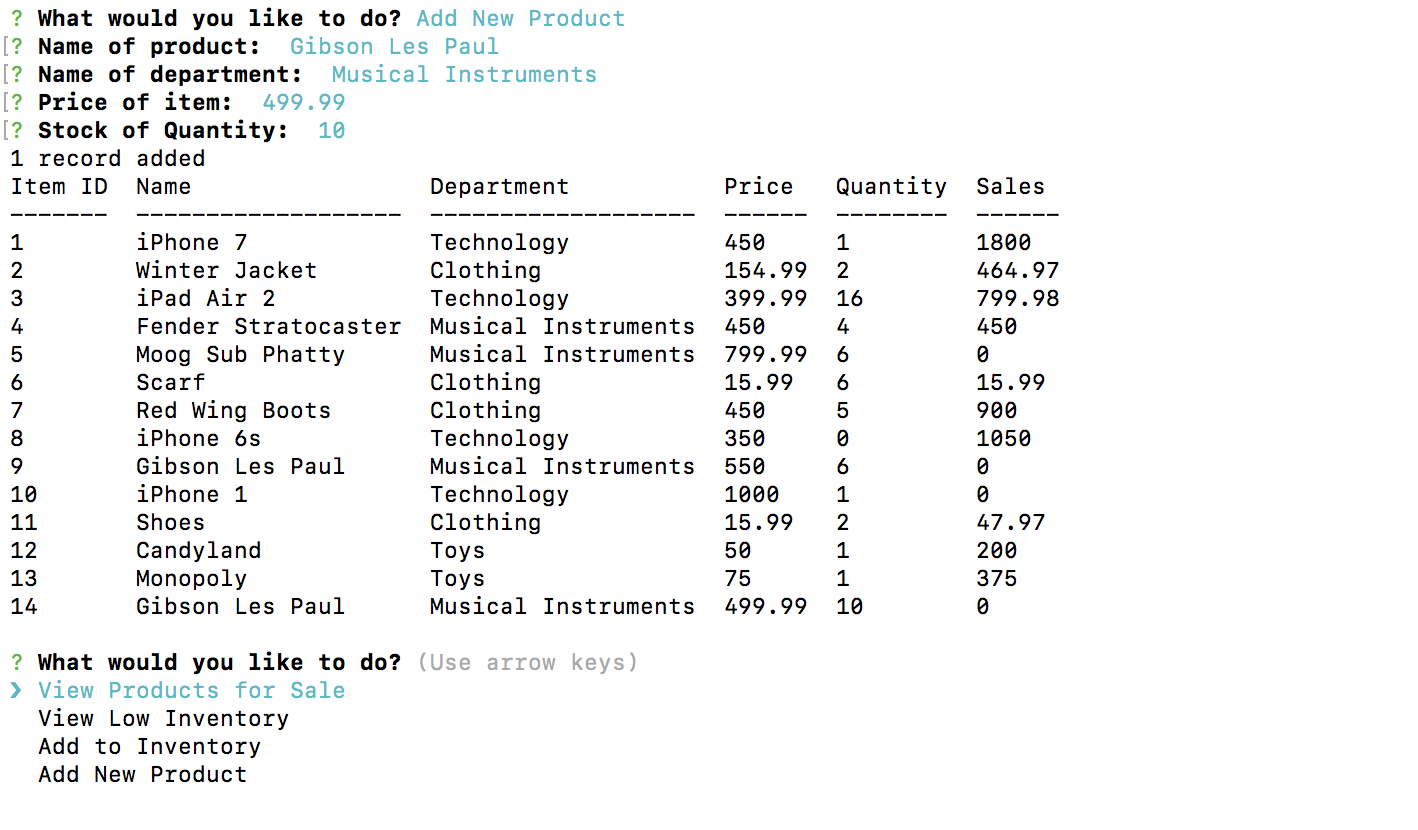 ? What would you like to do? Add New Product
[? Name of product:  Gibson Les Paul
[? Name of department:  Musical Instruments
[? Price of item:  499.99
[? Stock of Quantity:  10
1 record added
Item ID  Name                 Department           Price   Quantity  Sales
-------  -------------------  -------------------  ------  --------  ------
1        iPhone 7             Technology           450     1         1800
2        Winter Jacket        Clothing             154.99  2         464.97
3        iPad Air 2           Technology           399.99  16        799.98
4        Fender Stratocaster  Musical Instruments  450     4         450
5        Moog Sub Phatty      Musical Instruments  799.99  6         0
6        Scarf                Clothing             15.99   6         15.99
7        Red Wing Boots       Clothing             450     5         900
8        iPhone 6s            Technology           350     0         1050
9        Gibson Les Paul      Musical Instruments  550     6         0
10       iPhone 1             Technology           1000    1         0
11       Shoes                Clothing             15.99   2         47.97
12       Candyland            Toys                 50      1         200
13       Monopoly             Toys                 75      1         375
14       Gibson Les Paul      Musical Instruments  499.99  10        0
? What would you like to do? (Use arrow keys)
❯ View Products for Sale
  View Low Inventory
  Add to Inventory
  Add New Product